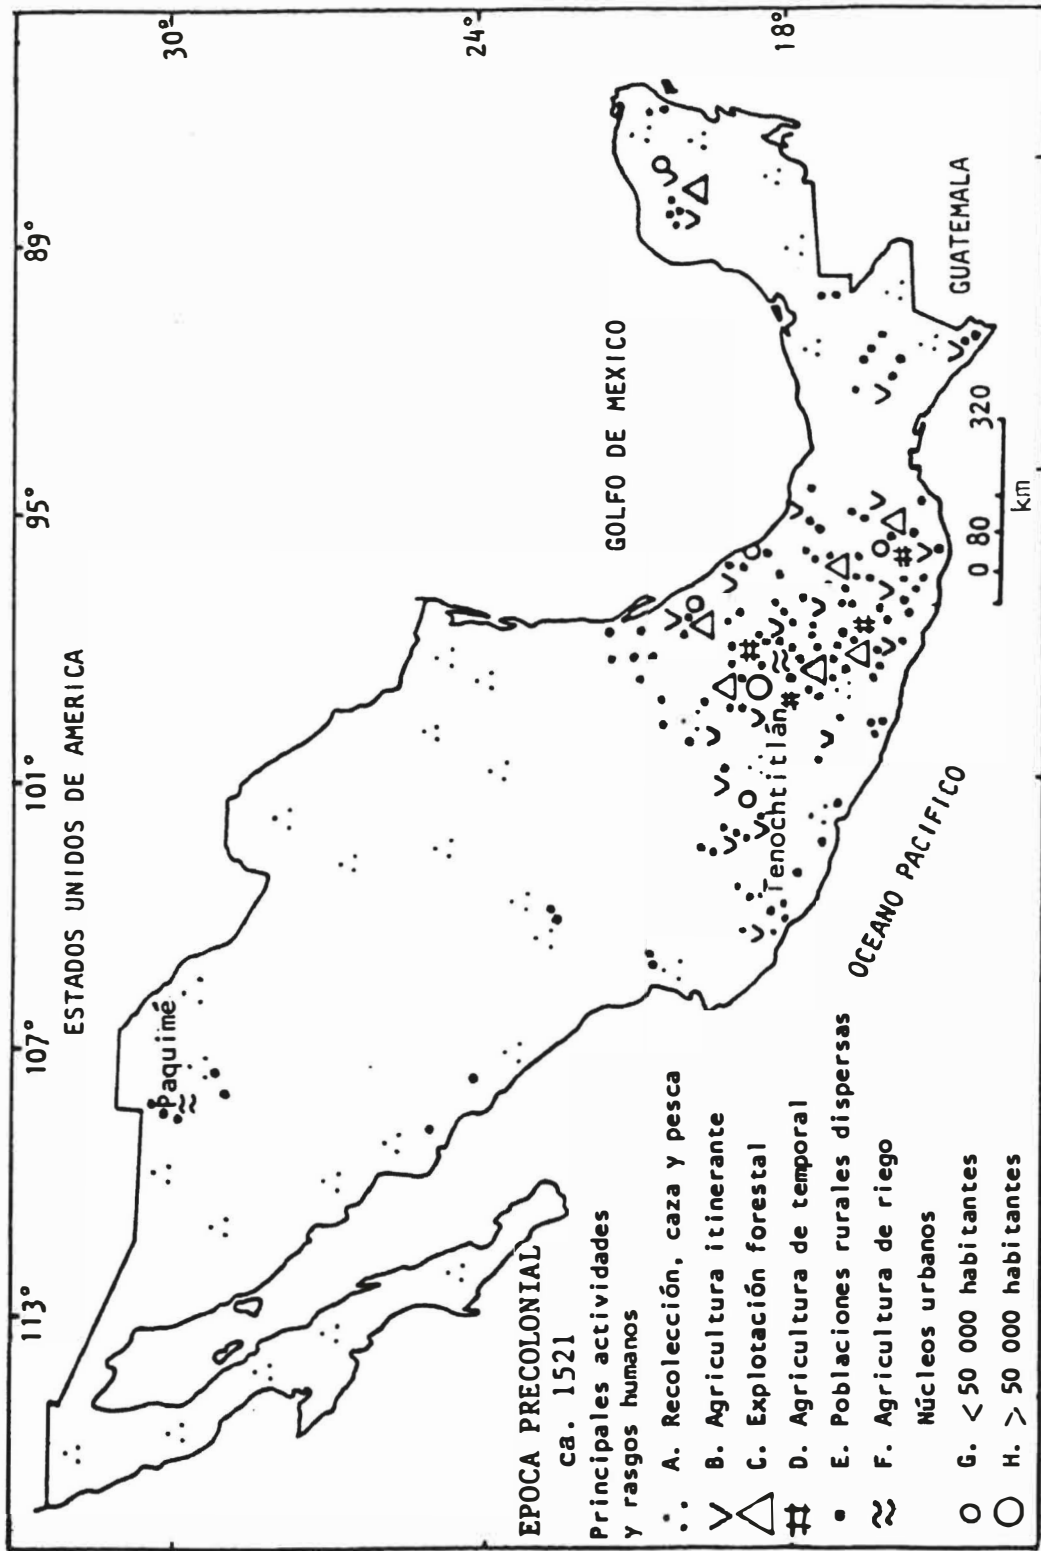 113°
107°
101°
95°
89°
30°
24°
18°
ESTADOS UNIDOS DE AMERICA
Paquimé
GOLFO DE MEXICO
Tenochtitlán
OCEANO PACIFICO
GUATEMALA
0 80 320
km
EPOCA PRECOLONIAL
ca. 1521
Principales actividades
y rasgos humanos
A. Recolección, caza y pesca
B. Agricultura itinerante
C. Explotación forestal
D. Agricultura de temporal
E. Poblaciones rurales dispersas
F. Agricultura de riego
Núcleos urbanos
G. <50 000 habitantes
H. > 50 000 habitantes